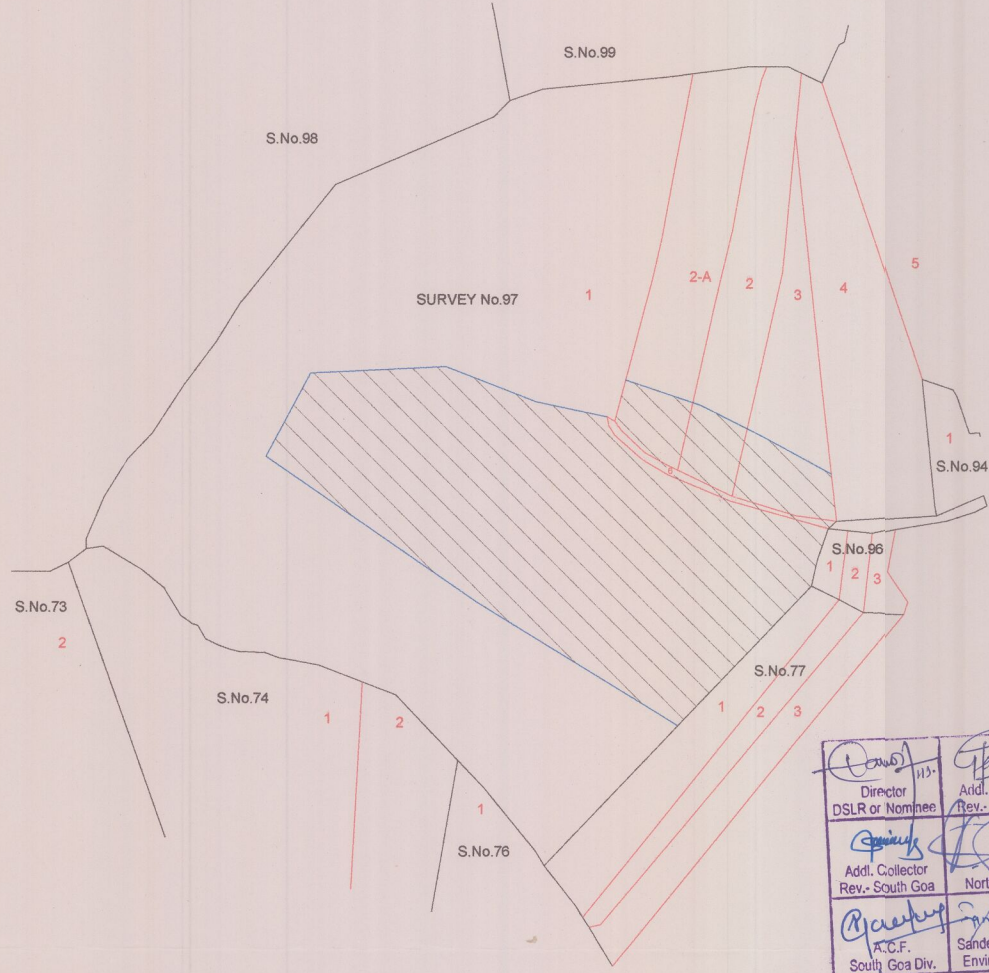 S.No.99
S.No.98
5
2-A
2
SURVEY No.97
1
3
4
1
S.No.94
6
S.No.96
1
2
3
S.No.73
2
S.No.77
S.No.74
1
2
1
2
3
1
S.No.76
Director
DSLR or Nominee
Addl.
Rev.-
Addl. Collector
Rev.- South Goa
Nort
A.C.F.
South Goa Div.
Sande
Envi